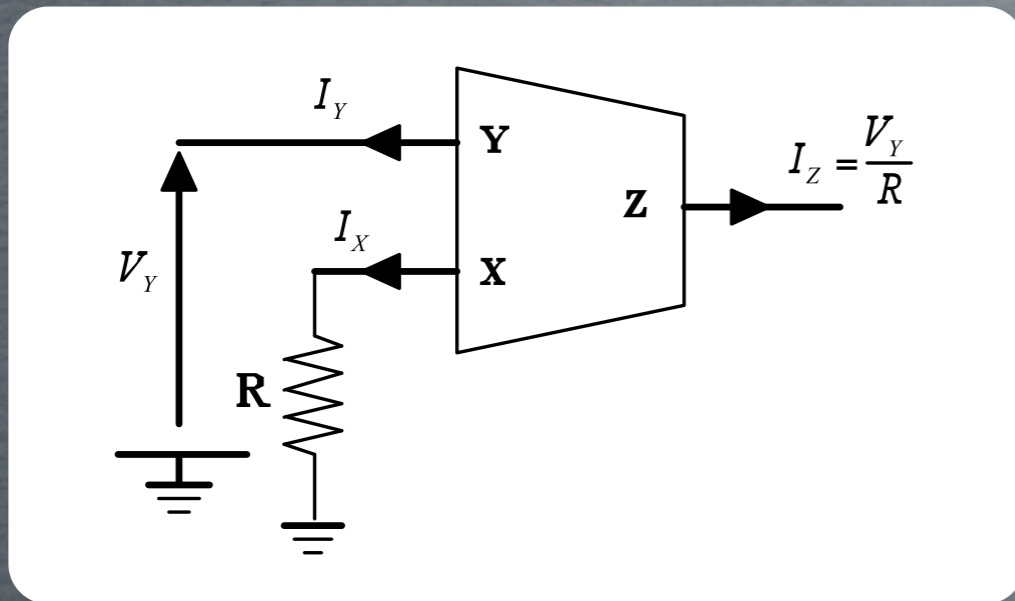 I_Y
Y
I_Z = V_Y / R
Z
I_X
X
V_Y
R